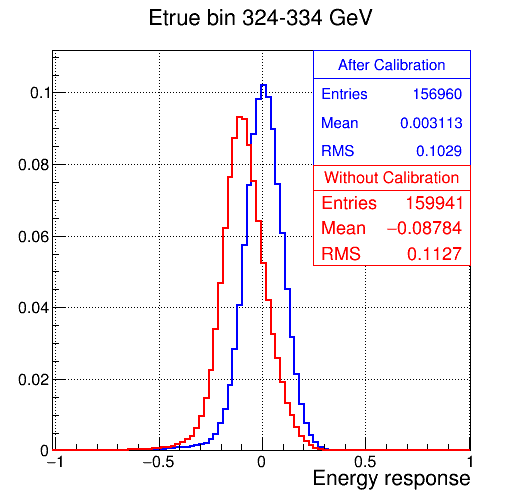 Etrue bin 324-334 GeV
After Calibration
Entries 156960
Mean 0.003113
RMS 0.1029
Without Calibration
Entries 159941
Mean −0.08784
RMS 0.1127
0.1
0.08
0.06
0.04
0.02
0
−1 −0.5 0 0.5 1
Energy response